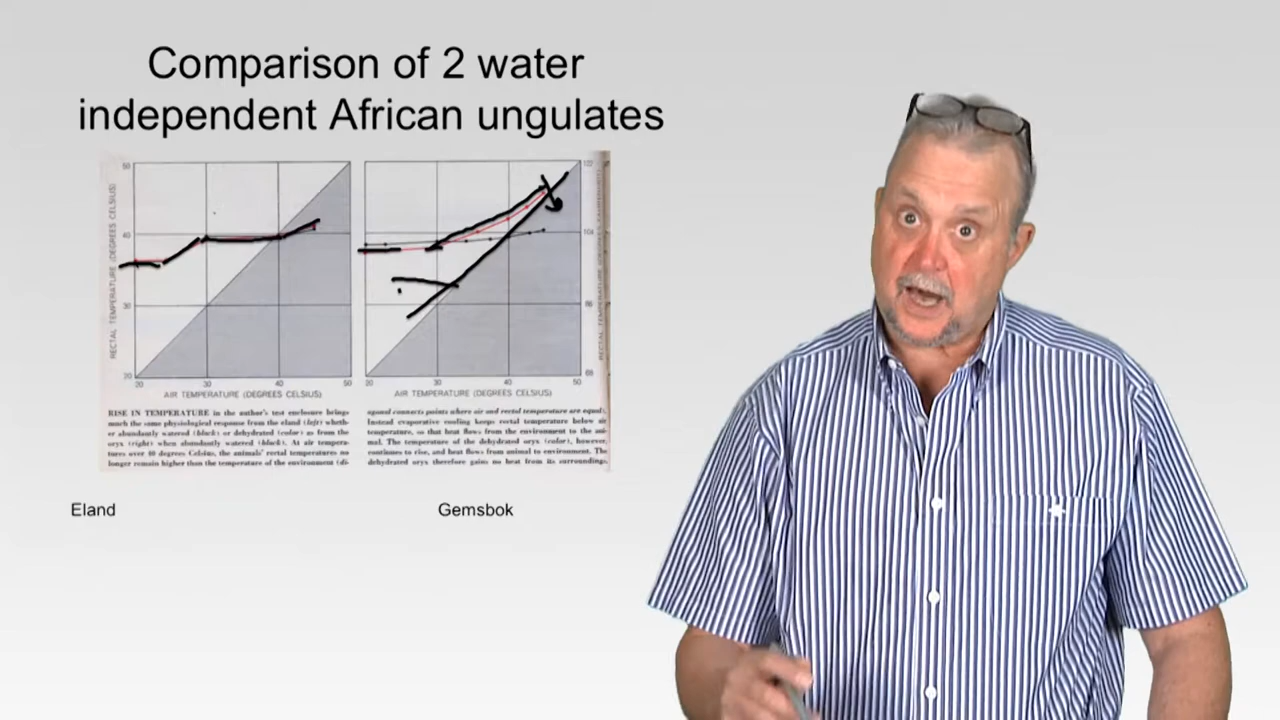 Comparison of 2 water
independent African ungulates
50
40
30
20
RECTAL TEMPERATURE (DEGREES CELSIUS)
20 30 40 50
AIR TEMPERATURE (DEGREES CELSIUS)
122
104
86
68
20 30 40 50
AIR TEMPERATURE (DEGREES CELSIUS)
RISE IN TEMPERATURE in the author's test enclosure brings
much the same physiological response from the eland (left) wheth-
er abundantly watered (black) or dehydrated (color) as from the
oryx (right) when abundantly watered (black). At air tempera-
tures over 40 degrees Celsius, the animals' rectal temperatures no
longer remain higher than the temperature of the environment (di-
agonal connects points where air and rectal temperature are equal).
Instead evaporative cooling keeps rectal temperature below air
temperature, so that heat flows from the environment to the ani-
mal. The temperature of the dehydrated oryx (color), however,
continues to rise, and heat flows from animal to environment. The
dehydrated oryx therefore gains no heat from its surroundings.
Eland
Gemsbok